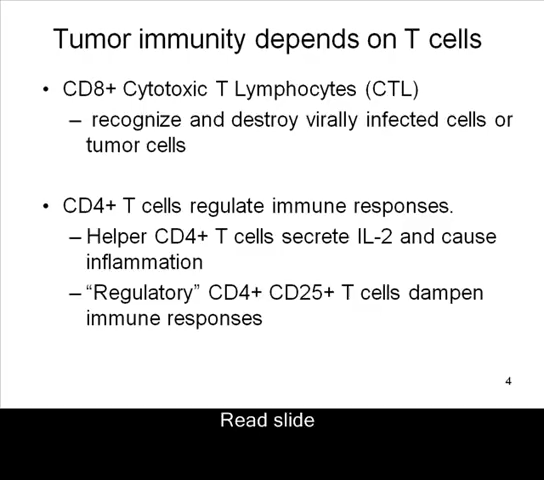 Tumor immunity depends on T cells
• CD8+ Cytotoxic T Lymphocytes (CTL)
– recognize and destroy virally infected cells or
tumor cells
• CD4+ T cells regulate immune responses.
– Helper CD4+ T cells secrete IL-2 and cause
inflammation
– “Regulatory” CD4+ CD25+ T cells dampen
immune responses
4
Read slide